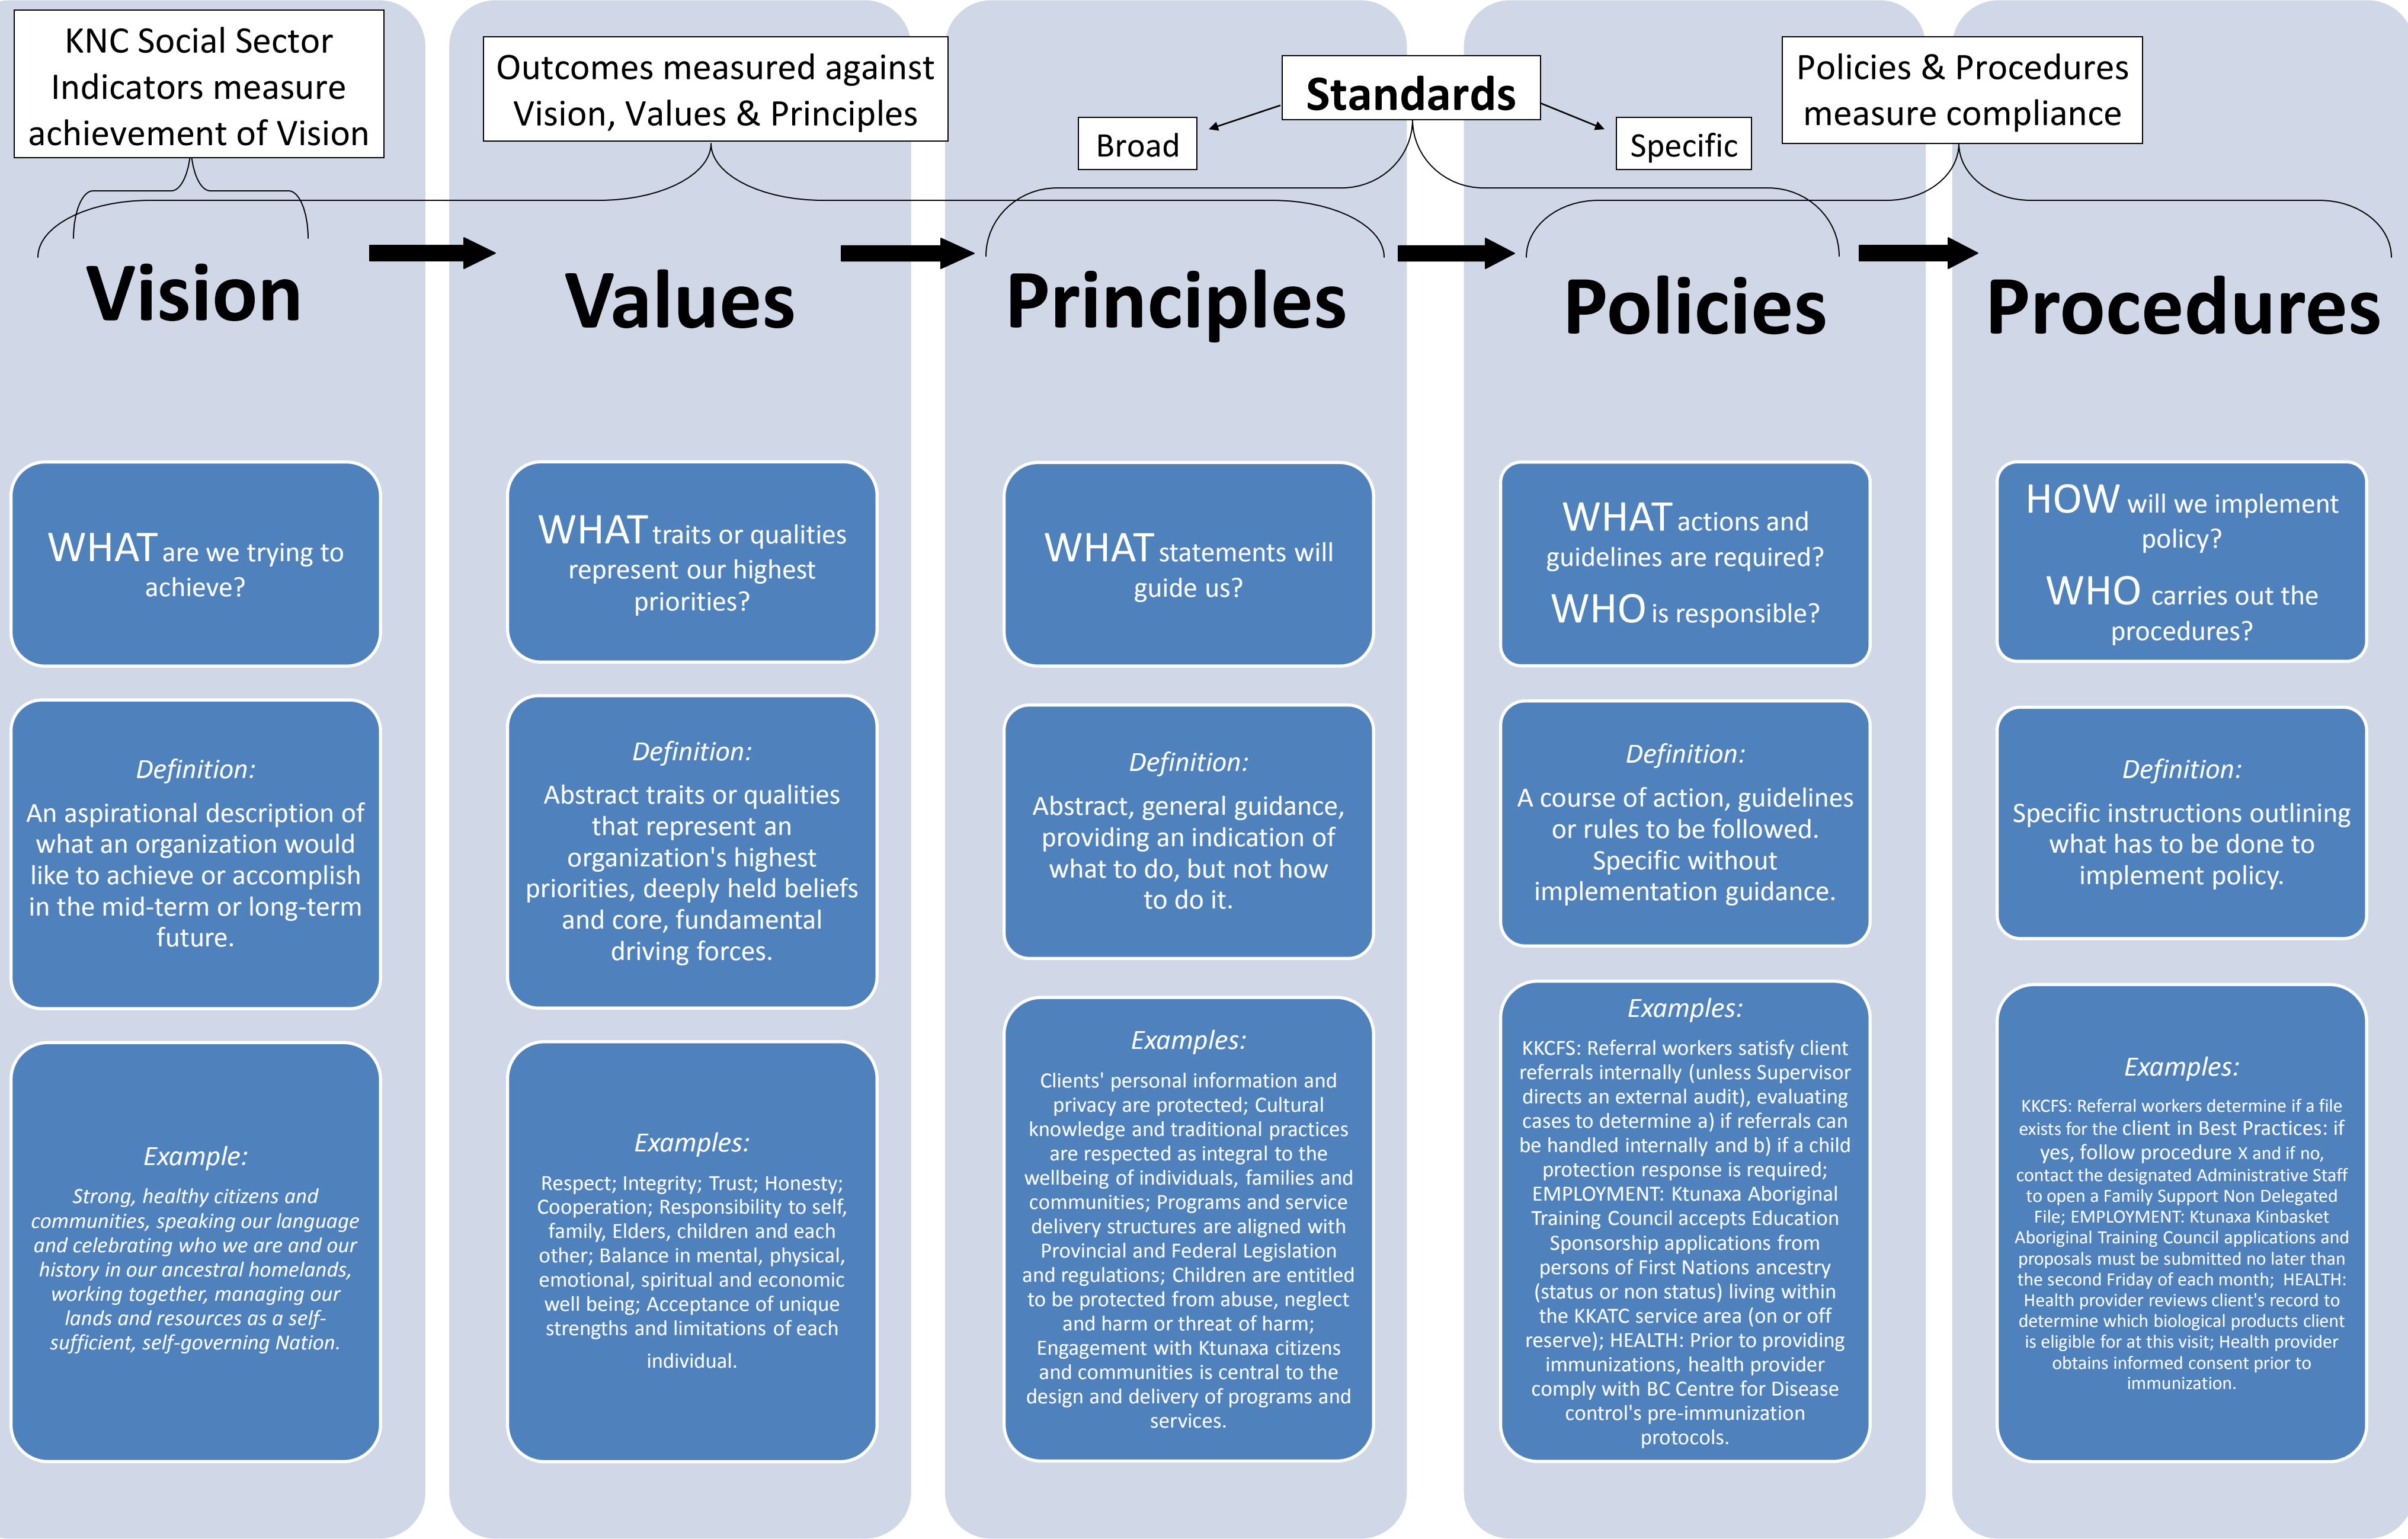 KNC Social Sector
Indicators measure
achievement of Vision
Outcomes measured against
Vision, Values & Principles
Standards
Broad
Specific
Policies & Procedures
measure compliance
Vision
Values
Principles
Policies
Procedures
WHAT are we trying to
achieve?
WHAT traits or qualities
represent our highest
priorities?
WHAT statements will
guide us?
WHAT actions and
guidelines are required?
WHO is responsible?
HOW will we implement
policy?
WHO carries out the
procedures?
Definition:
An aspirational description of
what an organization would
like to achieve or accomplish
in the mid-term or long-term
future.
Definition:
Abstract traits or qualities
that represent an
organization's highest
priorities, deeply held beliefs
and core, fundamental
driving forces.
Definition:
Abstract, general guidance,
providing an indication of
what to do, but not how
to do it.
Definition:
A course of action, guidelines
or rules to be followed.
Specific without
implementation guidance.
Definition:
Specific instructions outlining
what has to be done to
implement policy.
Example:
Strong, healthy citizens and
communities, speaking our language
and celebrating who we are and our
history in our ancestral homelands,
working together, managing our
lands and resources as a self-
sufficient, self-governing Nation.
Examples:
Respect; Integrity; Trust; Honesty;
Cooperation; Responsibility to self,
family, Elders, children and each
other; Balance in mental, physical,
emotional, spiritual and economic
well being; Acceptance of unique
strengths and limitations of each
individual.
Examples:
Clients' personal information and
privacy are protected; Cultural
knowledge and traditional practices
are respected as integral to the
wellbeing of individuals, families and
communities; Programs and service
delivery structures are aligned with
Provincial and Federal Legislation
and regulations; Children are entitled
to be protected from abuse, neglect
and harm or threat of harm;
Engagement with Ktunaxa citizens
and communities is central to the
design and delivery of programs and
services.
Examples:
KKCFS: Referral workers satisfy client
referrals internally (unless Supervisor
directs an external audit), evaluating
cases to determine a) if referrals can
be handled internally and b) if a child
protection response is required;
EMPLOYMENT: Ktunaxa Aboriginal
Training Council accepts Education
Sponsorship applications from
persons of First Nations ancestry
(status or non status) living within
the KKATC service area (on or off
reserve); HEALTH: Prior to providing
immunizations, health provider
comply with BC Centre for Disease
control's pre-immunization
protocols.
Examples:
KKCFS: Referral workers determine if a file
exists for the client in Best Practices: if
yes, follow procedure X and if no,
contact the designated Administrative Staff
to open a Family Support Non Delegated
File; EMPLOYMENT: Ktunaxa Kinbasket
Aboriginal Training Council applications and
proposals must be submitted no later than
the second Friday of each month;  HEALTH:
Health provider reviews client's record to
determine which biological products client
is eligible for at this visit; Health provider
obtains informed consent prior to
immunization.